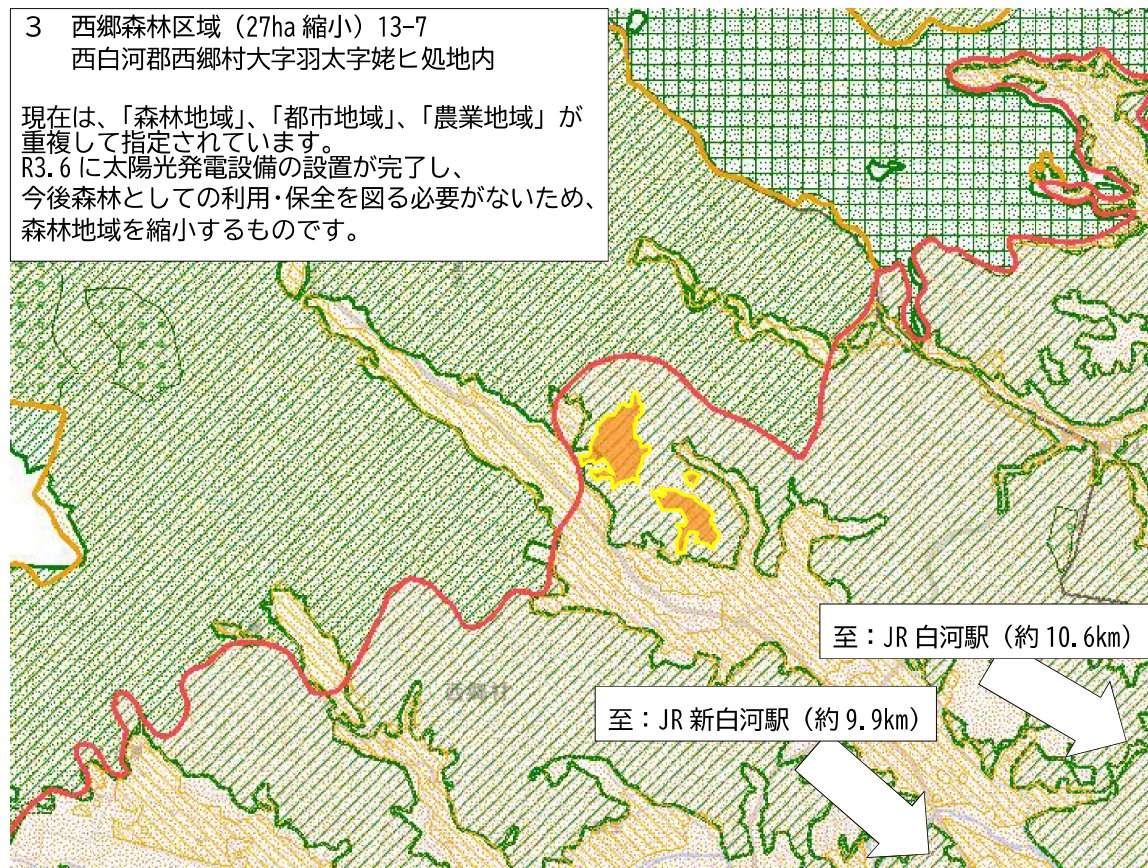 3 西郷森林区域（27ha 縮小）13-7
西白河郡西郷村大字羽太字姥ヒ処地内
現在は、「森林地域」、「都市地域」、「農業地域」が
重複して指定されています。
R3.6 に太陽光発電設備の設置が完了し、
今後森林としての利用・保全を図る必要がないため、
森林地域を縮小するものです。
至：JR 白河駅（約 10.6km）
西郷村
至：JR 新白河駅（約 9.9km）